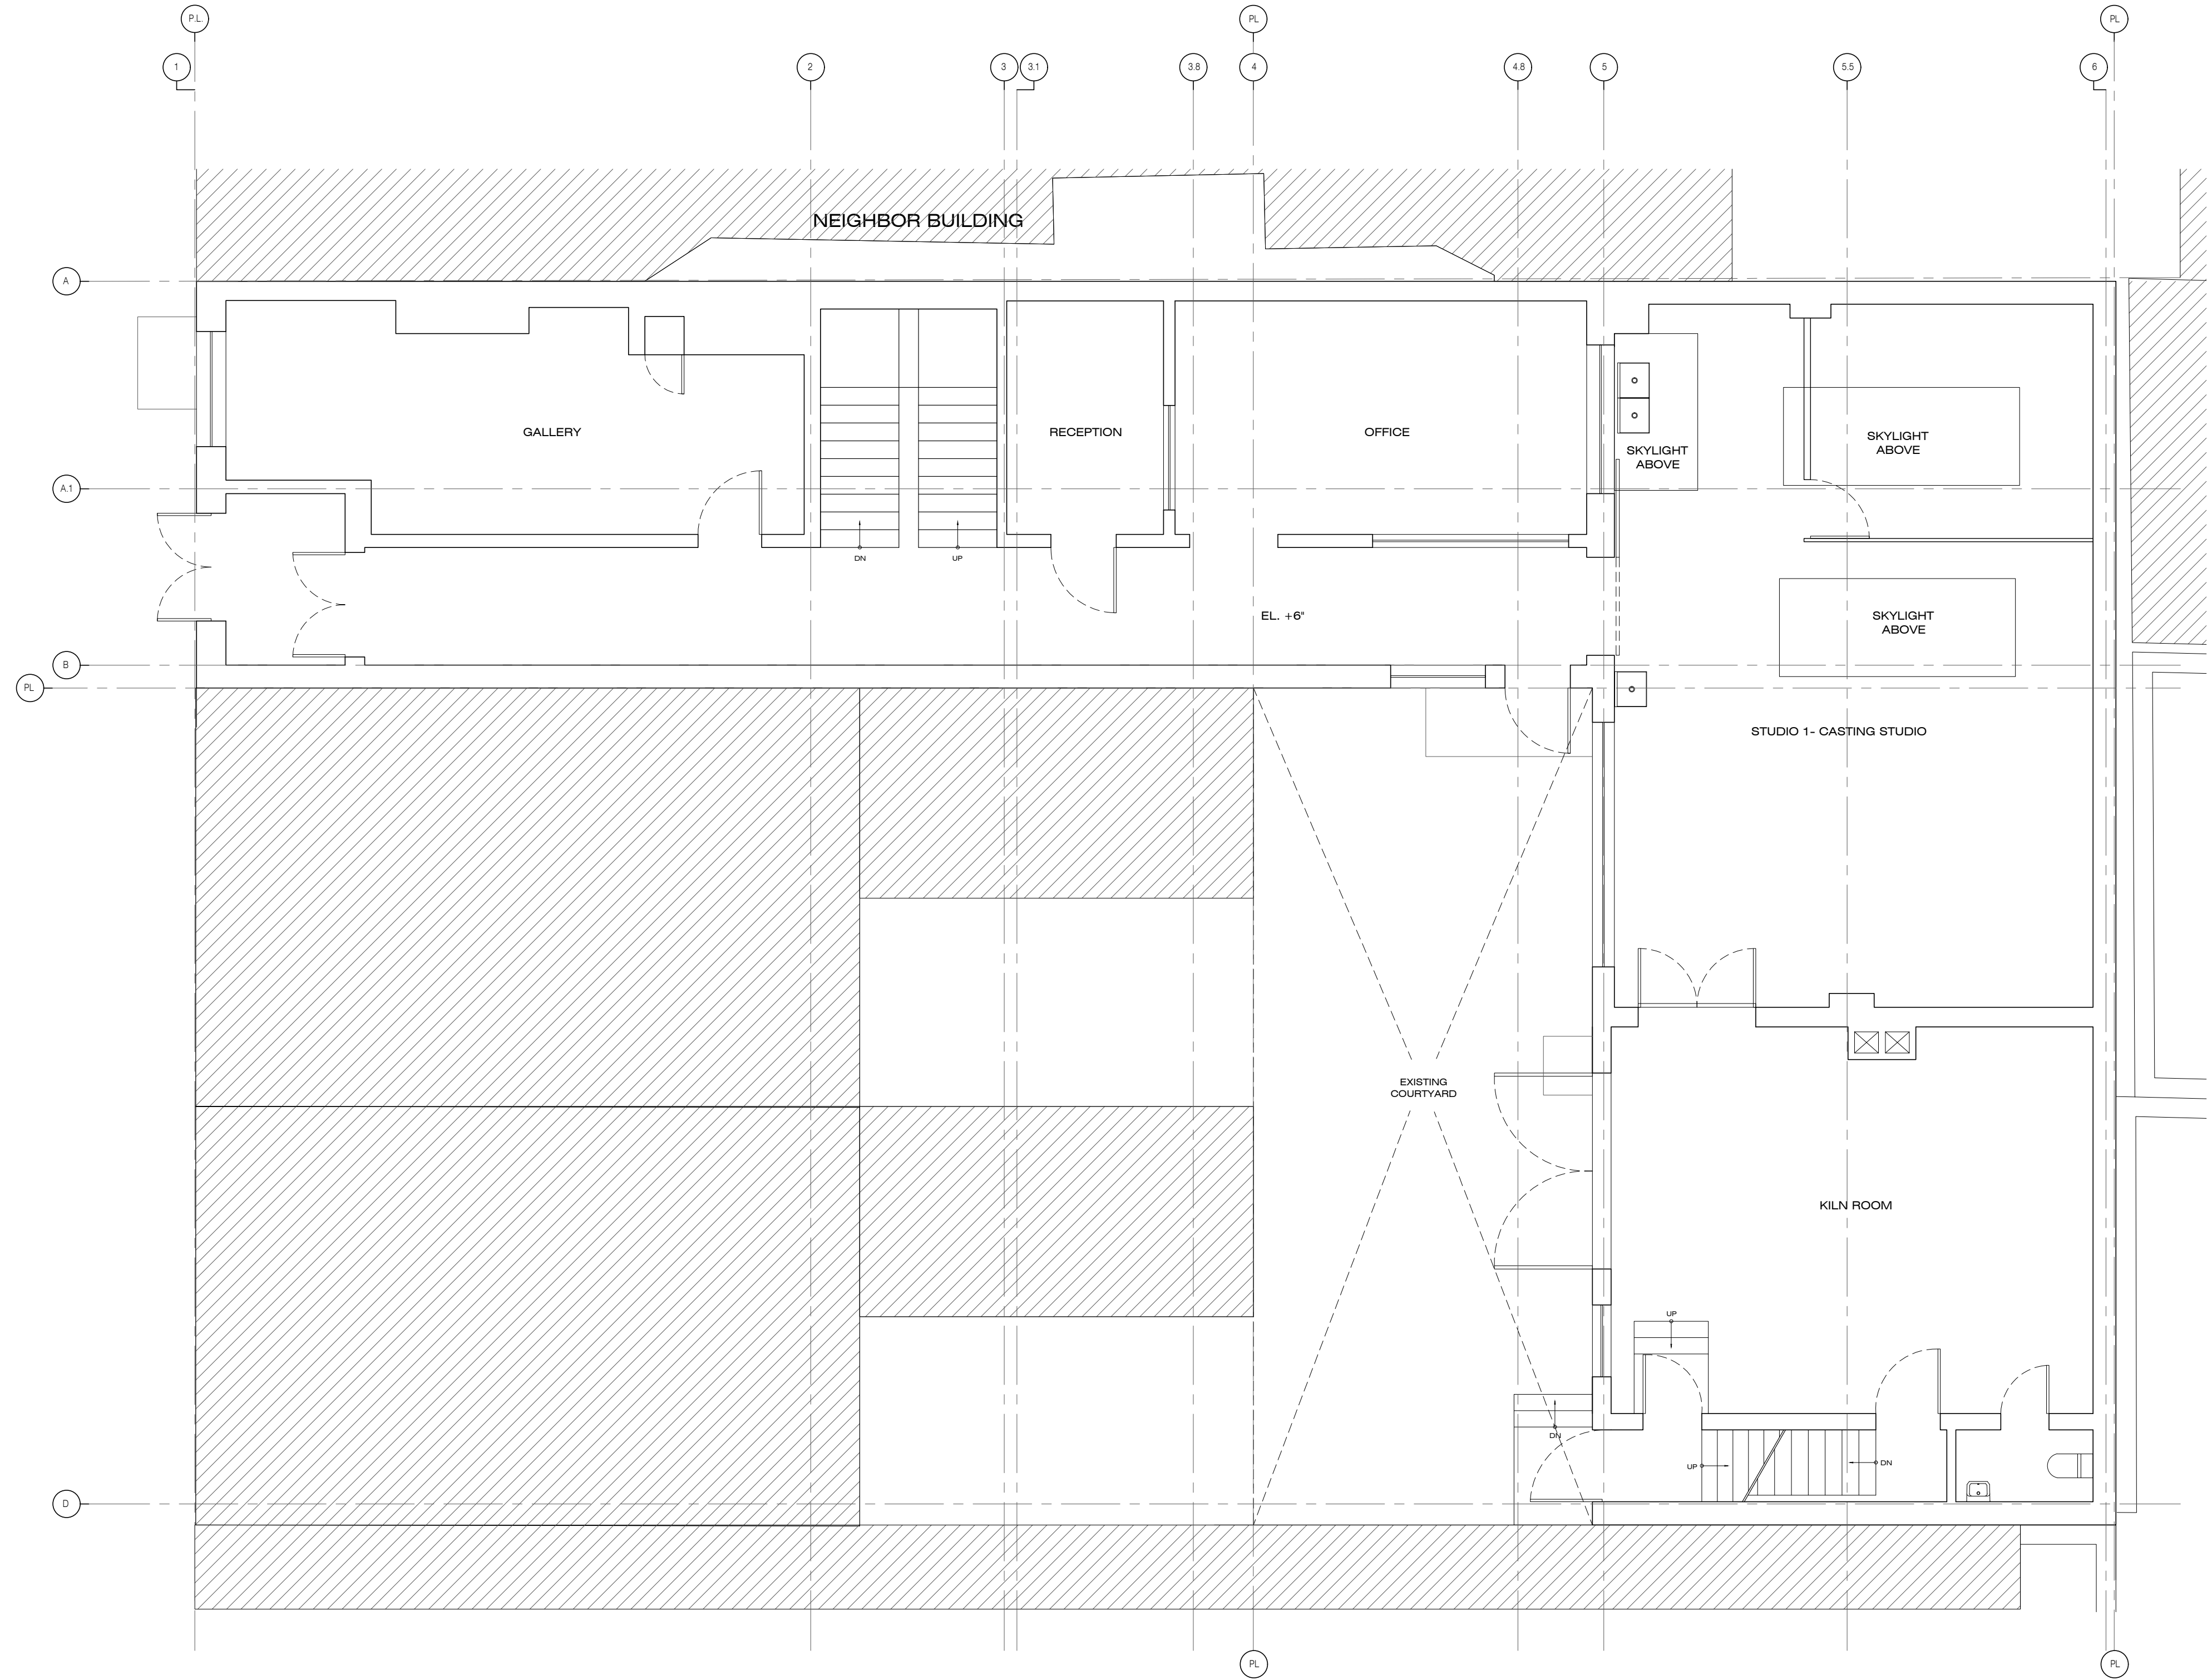 P.L.
PL
PL
1
2
3
3.1
3.8
4
4.8
5
5.5
6
NEIGHBOR BUILDING
A
GALLERY
RECEPTION
OFFICE
SKYLIGHT
ABOVE
SKYLIGHT
ABOVE
A.1
DN
UP
EL. +6"
SKYLIGHT
ABOVE
B
PL
STUDIO 1- CASTING STUDIO
EXISTING
COURTYARD
KILN ROOM
UP
DN
UP
DN
D
PL
PL